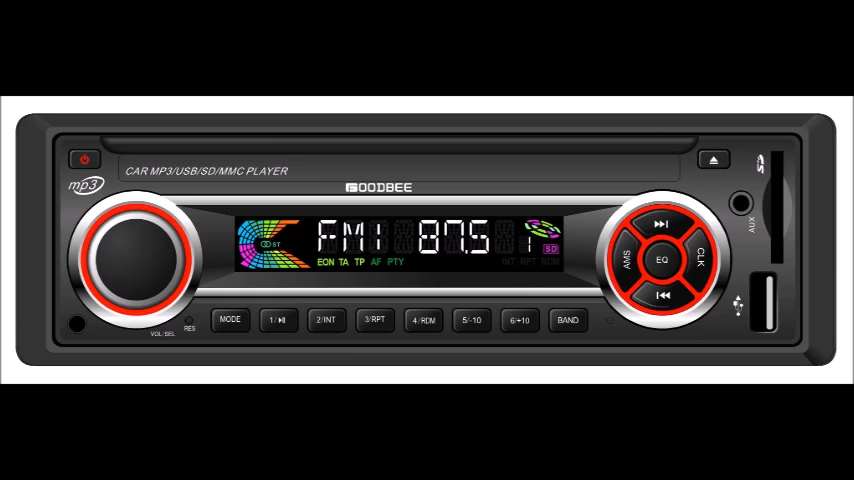 CAR MP3/USB/SD/MMC PLAYER
mp3
GOODBEE
SD
AUX
FM1 87.5
1
ST
SD
EON TA TP AF PTY
INT RPT RDM
AMS
EQ
CLK
VOL/SEL
RES
MODE
1/
2/INT
3/RPT
4/RDM
5/-10
6/+10
BAND